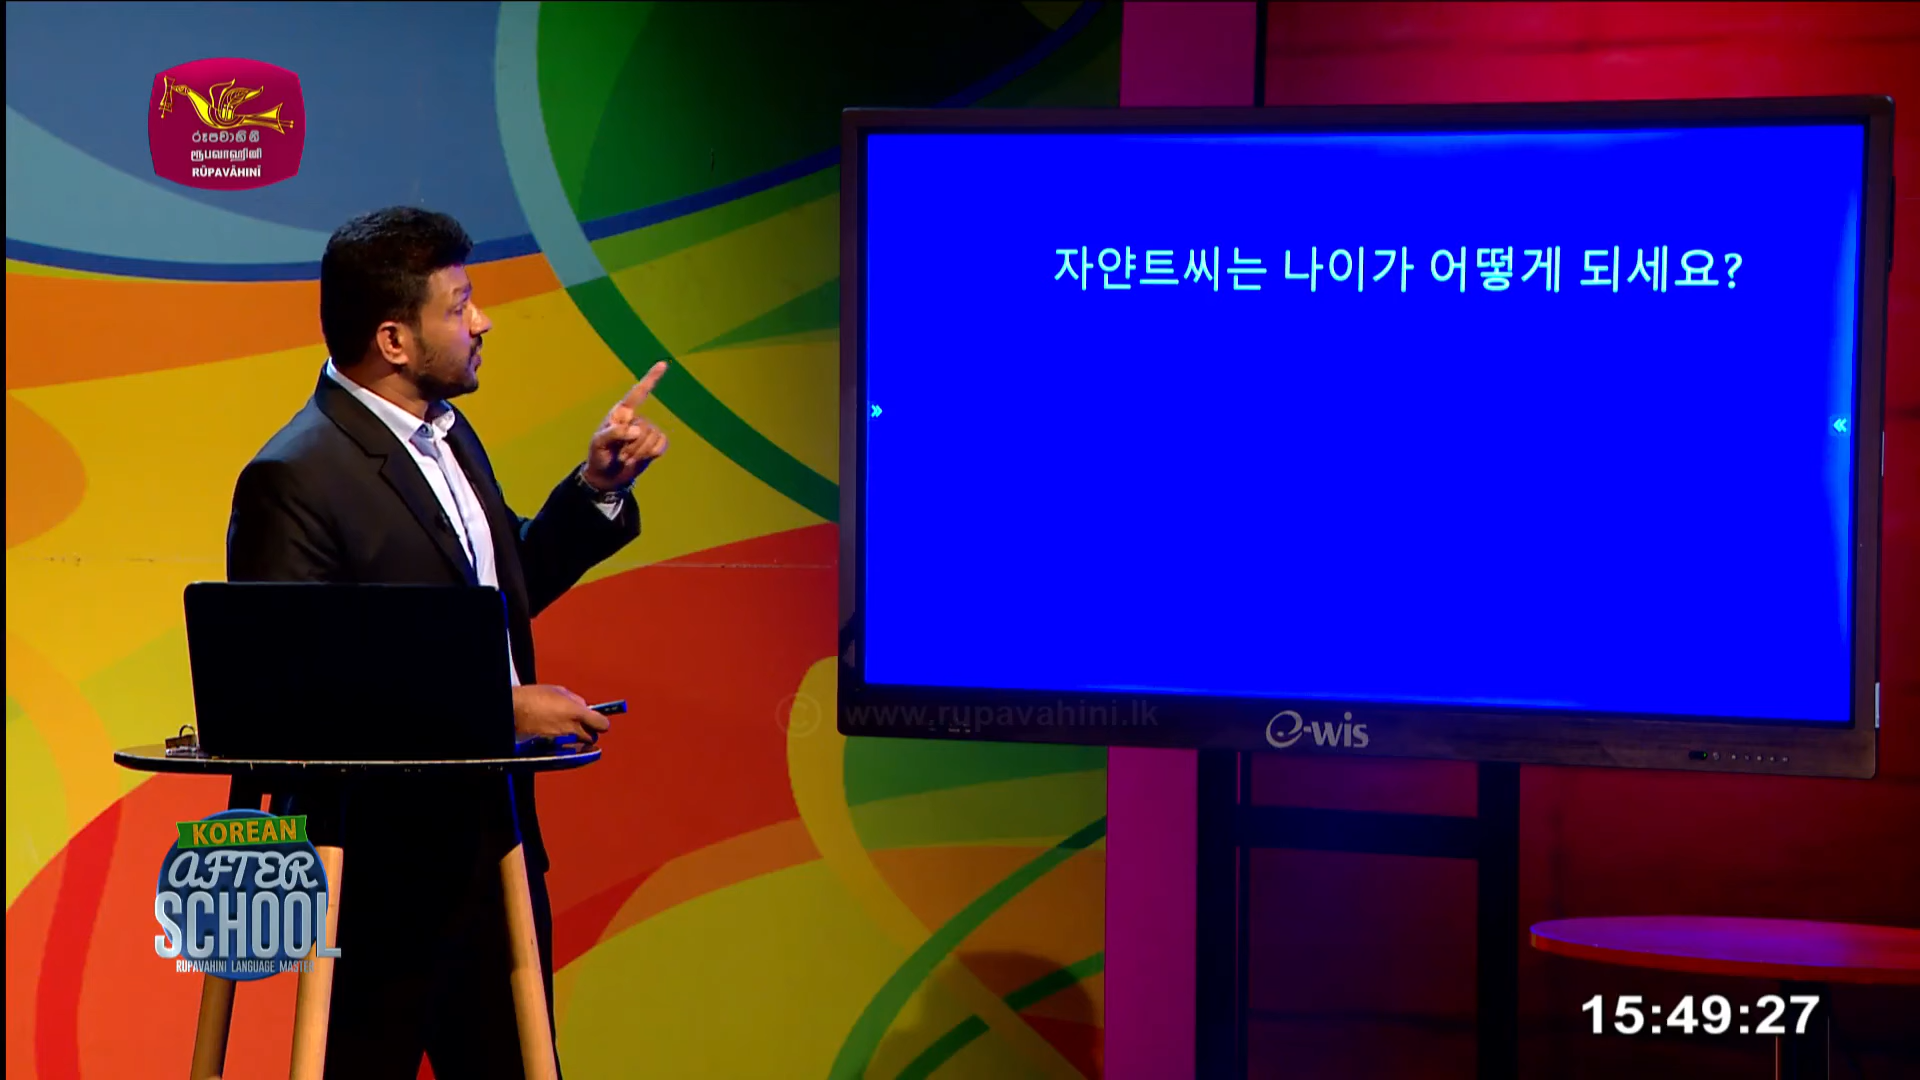 රූපවාහිනී
ரூபவாஹினி
RŪPAVĀHINĪ
자얀트씨는 나이가 어떻게 되세요?
»
«
© www.rupavahini.lk
e-wis
KOREAN
AFTER
SCHOOL
RUPAVAHINI LANGUAGE MASTER
15:49:27